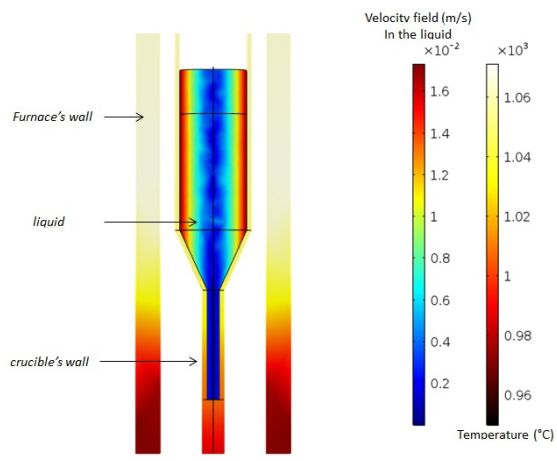 Velocity field (m/s)
In the liquid
×10⁻² ×10³
Furnace's wall
liquid
crucible's wall
1.6
1.4
1.2
1
0.8
0.6
0.4
0.2
1.06
1.04
1.02
1
0.98
0.96
Temperature (°C)